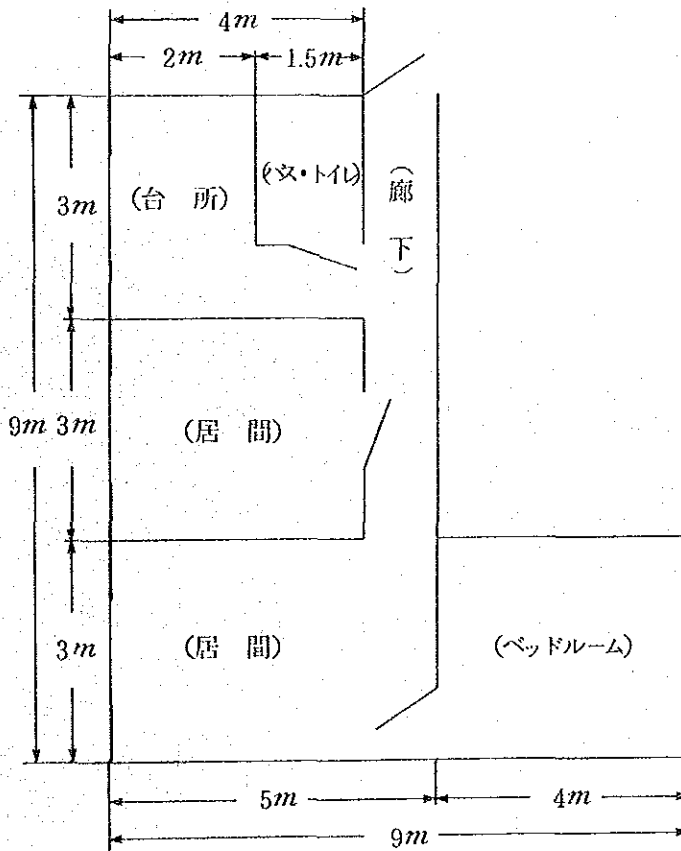 4m
2m
1.5m
(台 所)
(バス・トイレ)
(廊 下)
3m
9m
3m
(居 間)
3m
(居 間)
(ベッドルーム)
5m
4m
9m